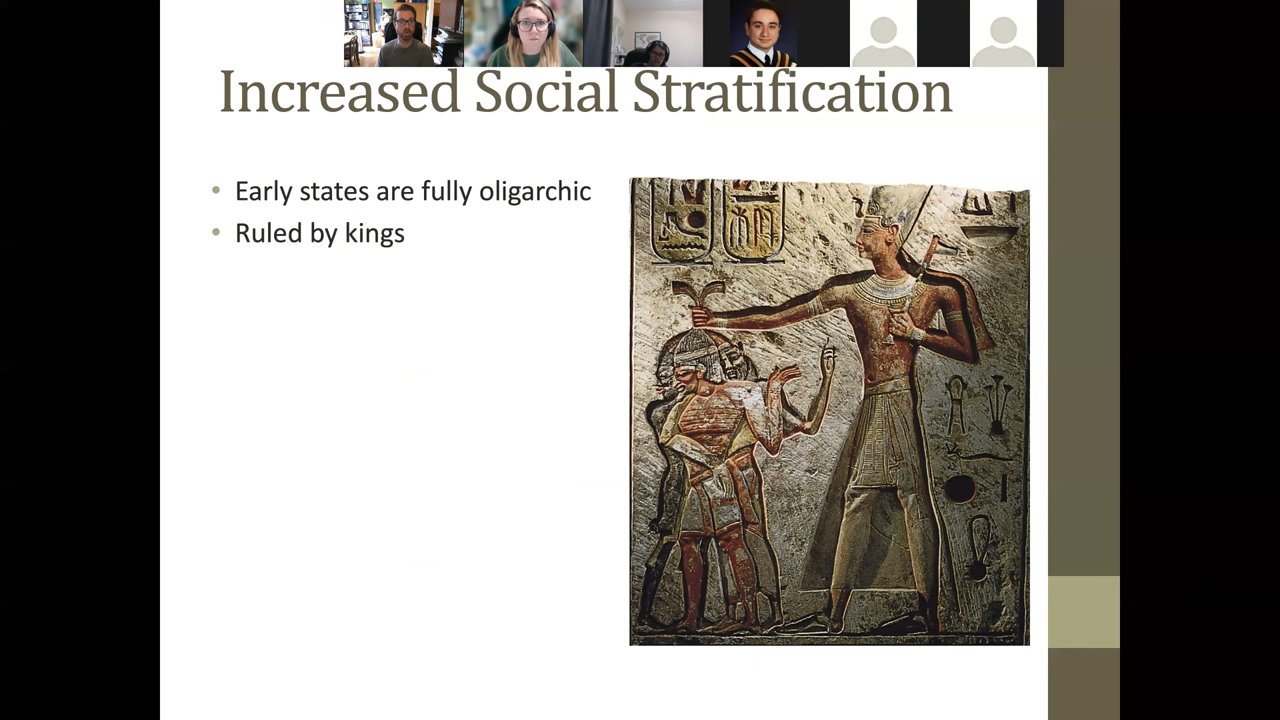 Increased Social Stratification
• Early states are fully oligarchic
• Ruled by kings